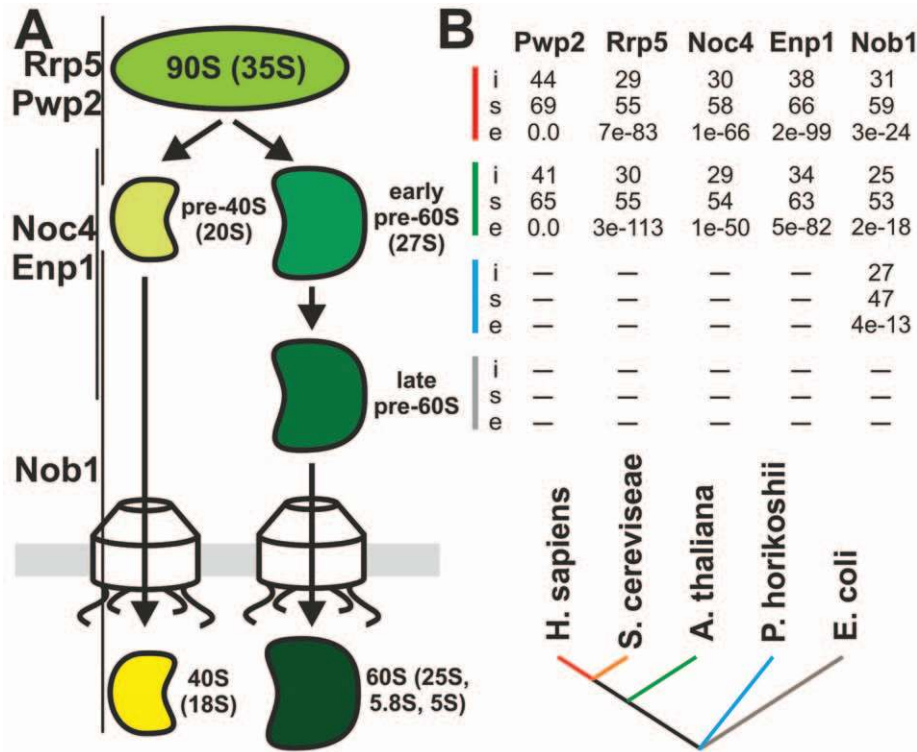 A
Rrp5
Pwp2
90S (35S)
Noc4
Enp1
pre-40S
(20S)
early
pre-60S
(27S)
late
pre-60S
Nob1
40S
(18S)
60S (25S,
5.8S, 5S)
B
Pwp2 Rrp5 Noc4 Enp1 Nob1
i 44 29 30 38 31
s 69 55 58 66 59
e 0.0 7e-83 1e-66 2e-99 3e-24
i 41 30 29 34 25
s 65 55 54 63 53
e 0.0 3e-113 1e-50 5e-82 2e-18
i — — — — 27
s — — — — 47
e — — — — 4e-13
i — — — — —
s — — — — —
e — — — — —
H. sapiens
S. cereviseae
A. thaliana
P. horikoshii
E. coli